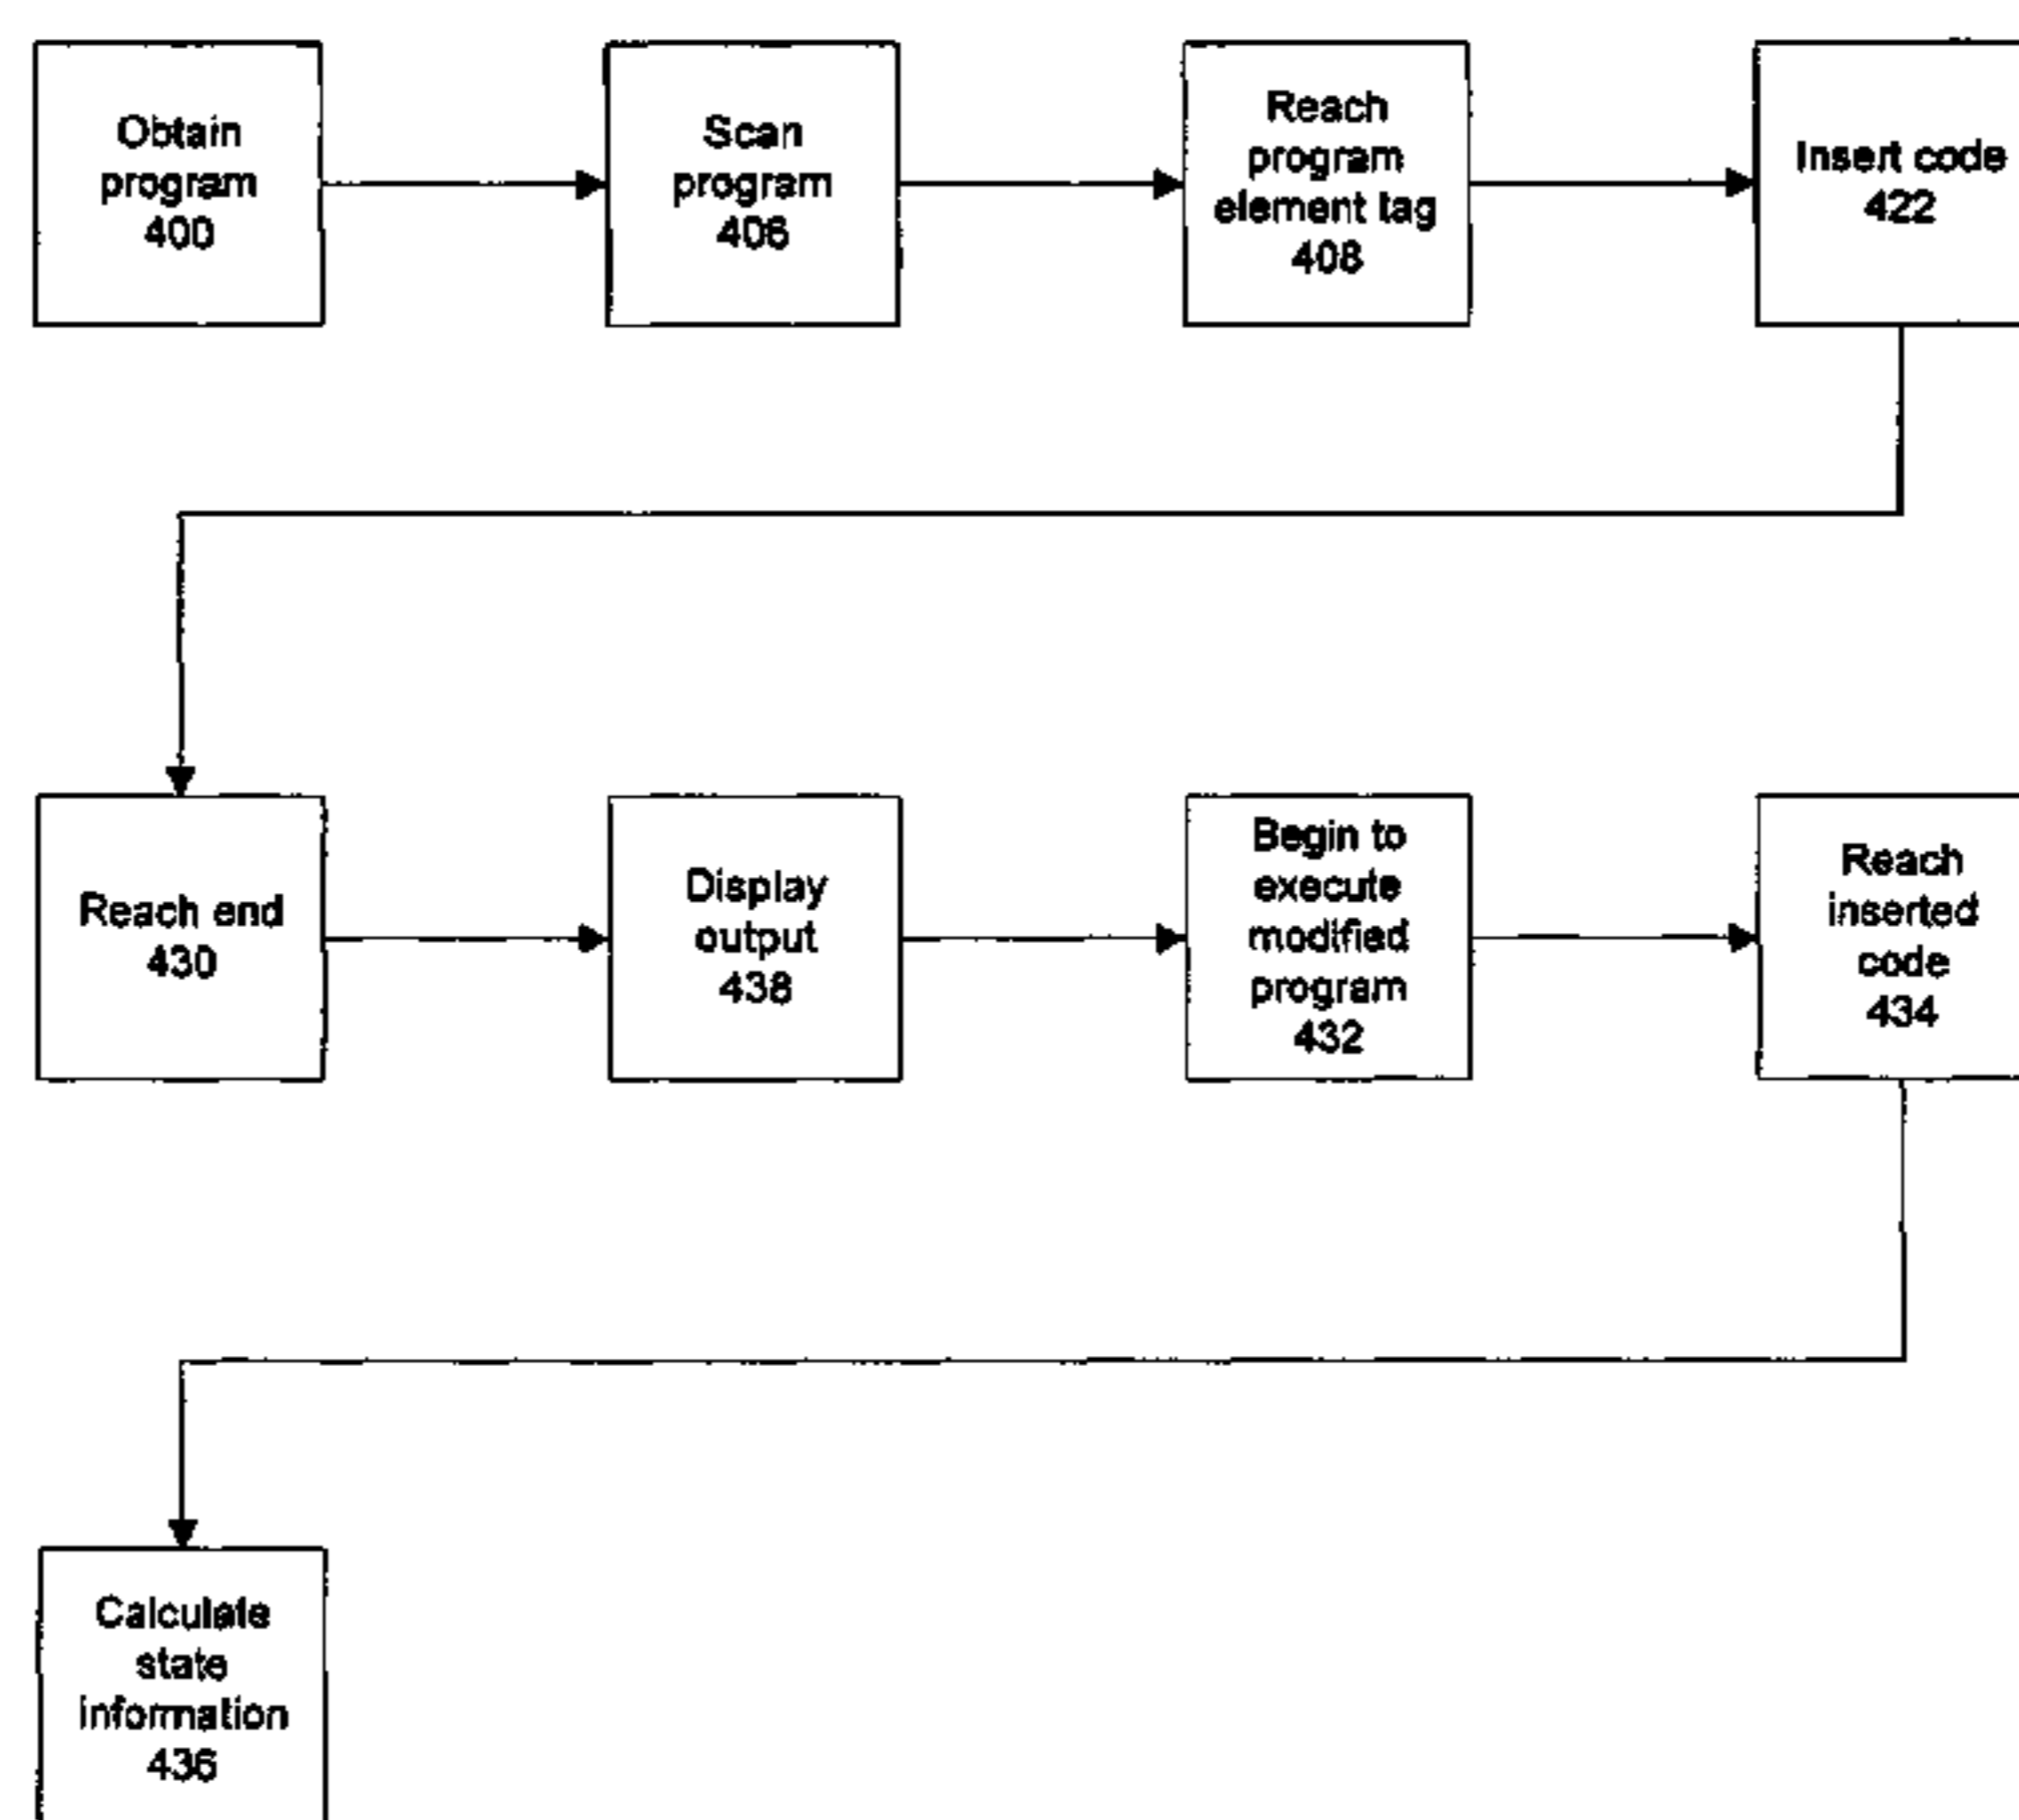 Obtain
program
400
Scan
program
406
Reach
program
element tag
408
Insert code
422
Reach end
430
Display
output
438
Begin to
execute
modified
program
432
Reach
inserted
code
434
Calculate
state
information
436